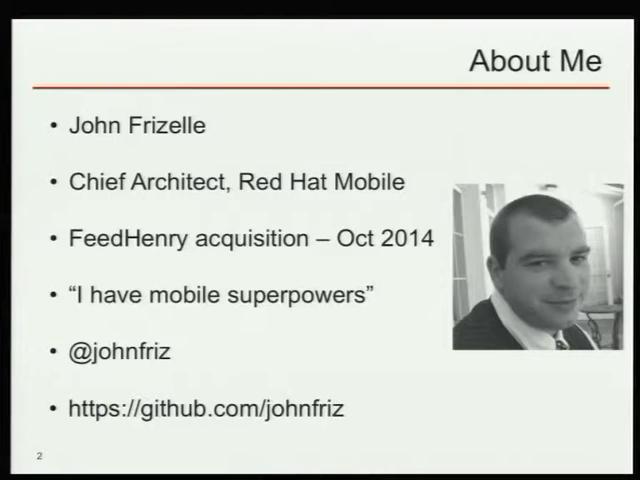 About Me
• John Frizelle
• Chief Architect, Red Hat Mobile
• FeedHenry acquisition – Oct 2014
• “I have mobile superpowers”
• @johnfriz
• https://github.com/johnfriz
2